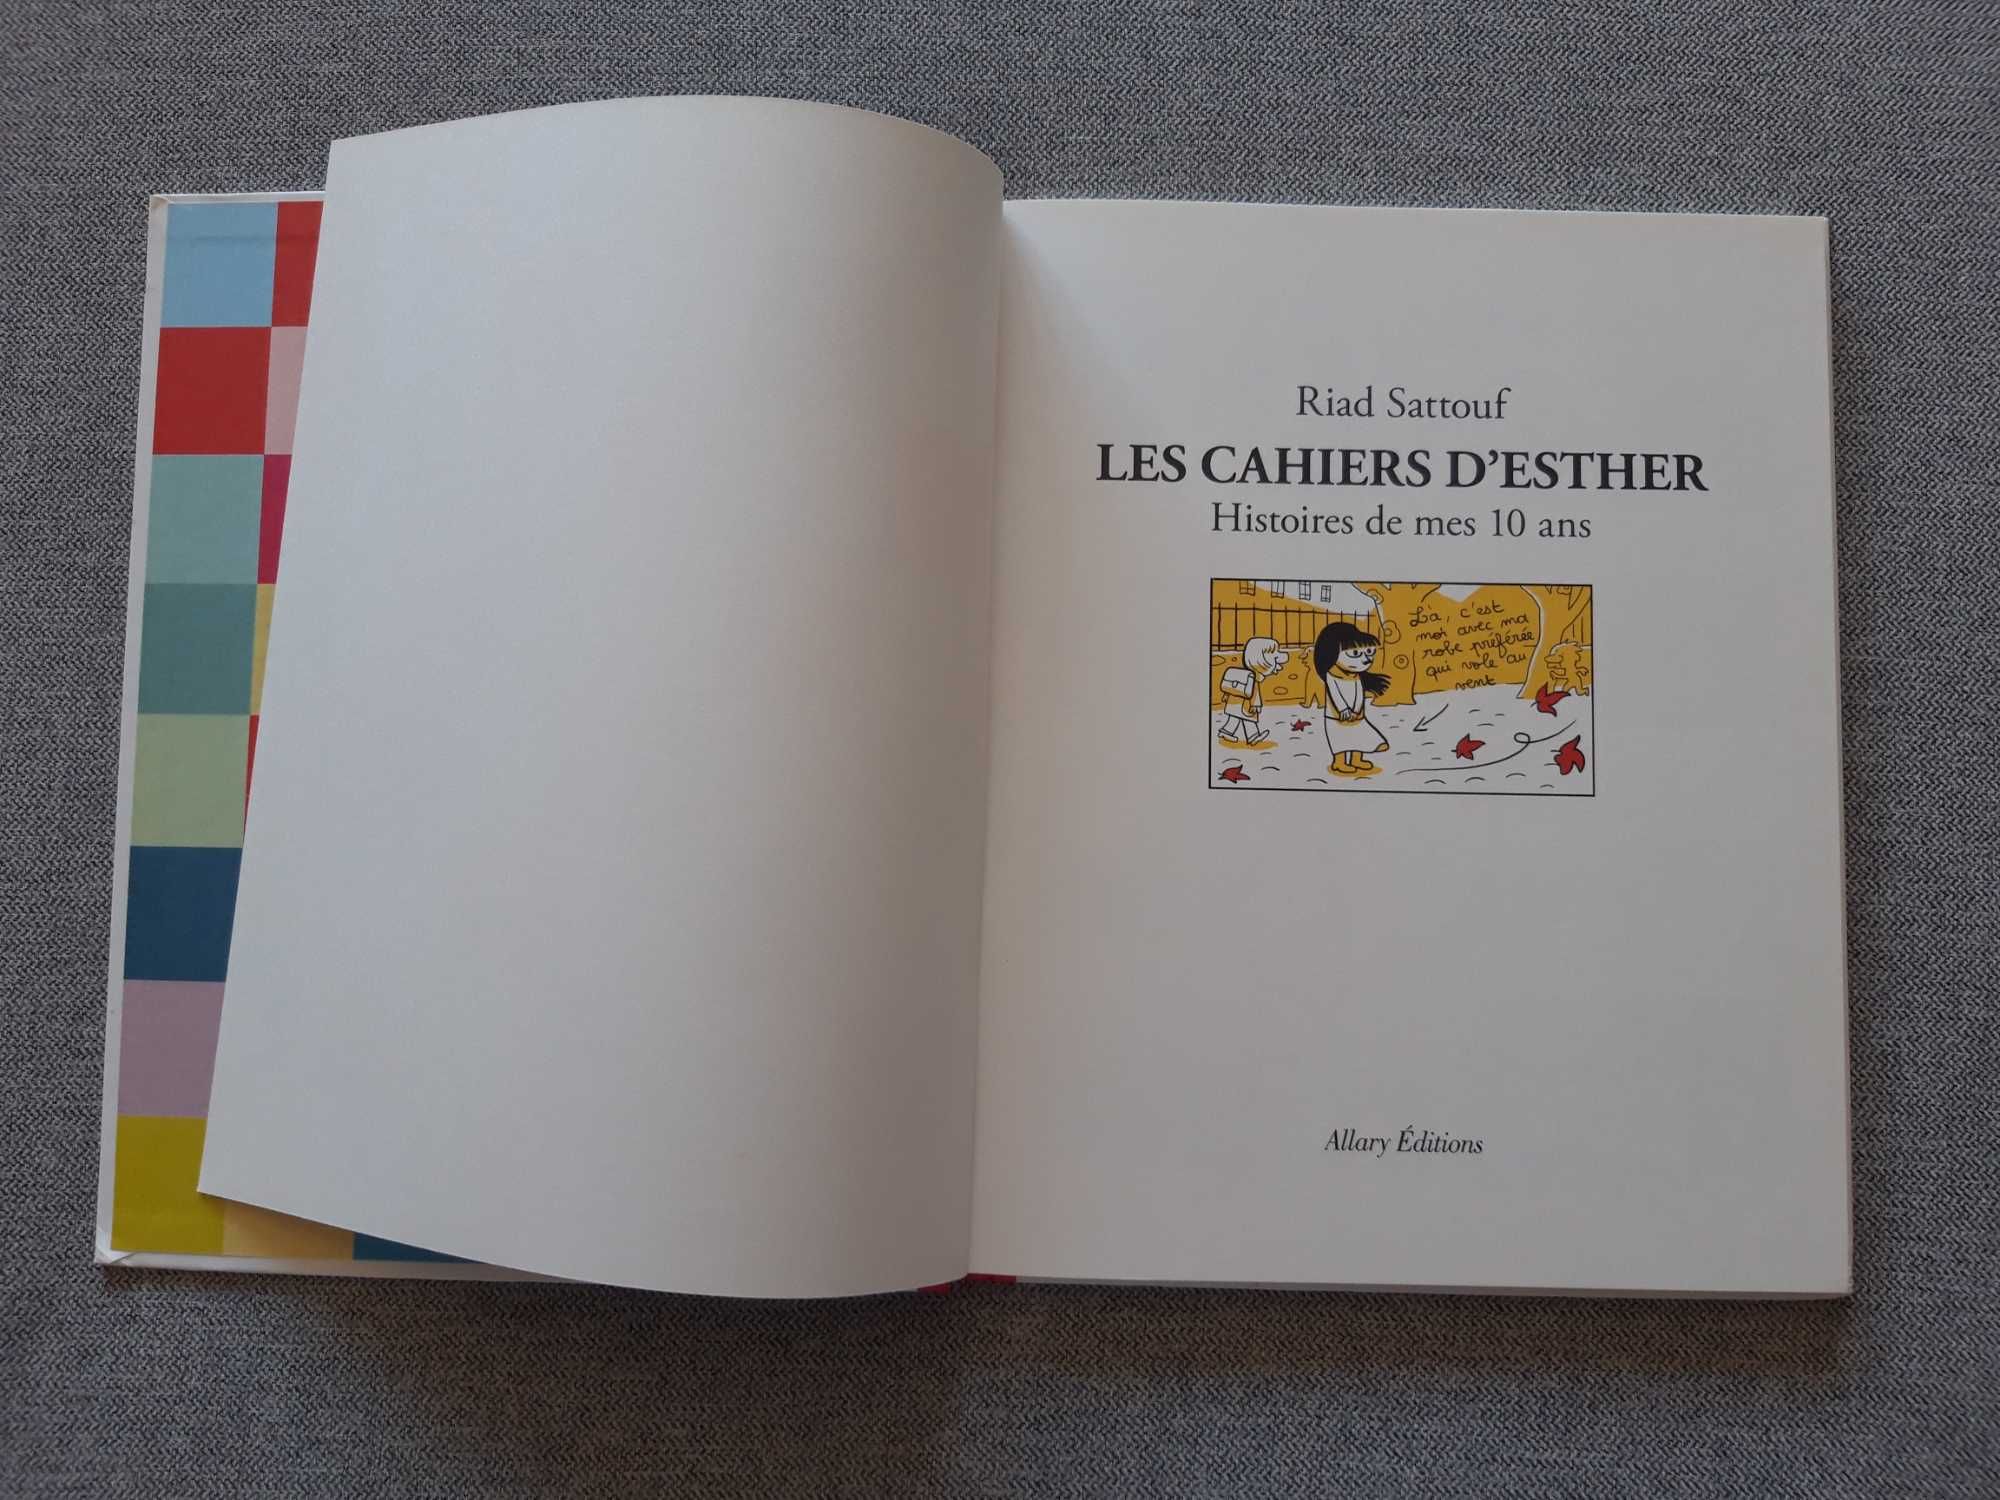 Riad Sattouf
LES CAHIERS D'ESTHER
Histoires de mes 10 ans
Là, c'est
moi avec ma
robe préférée
qui vole au
vent
Allary Éditions